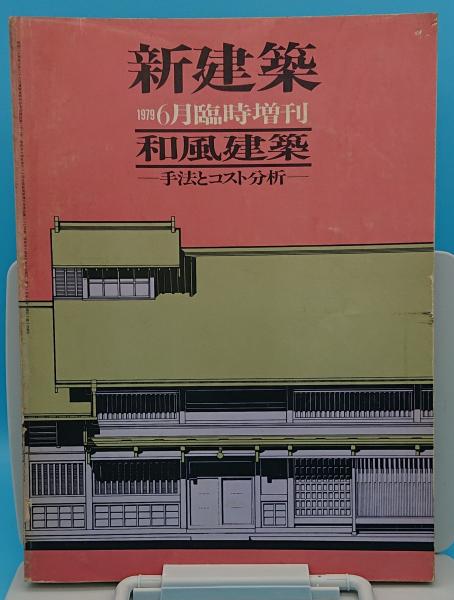 新建築
1979 6月臨時増刊
和風建築
—手法とコスト分析—